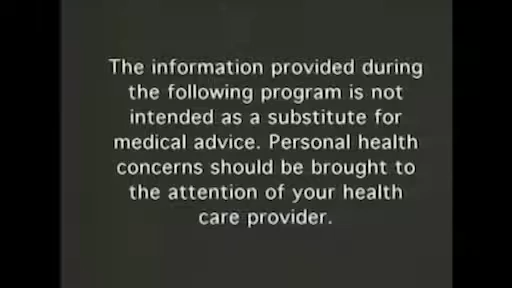 The information provided during
the following program is not
intended as a substitute for
medical advice. Personal health
concerns should be brought to
the attention of your health
care provider.